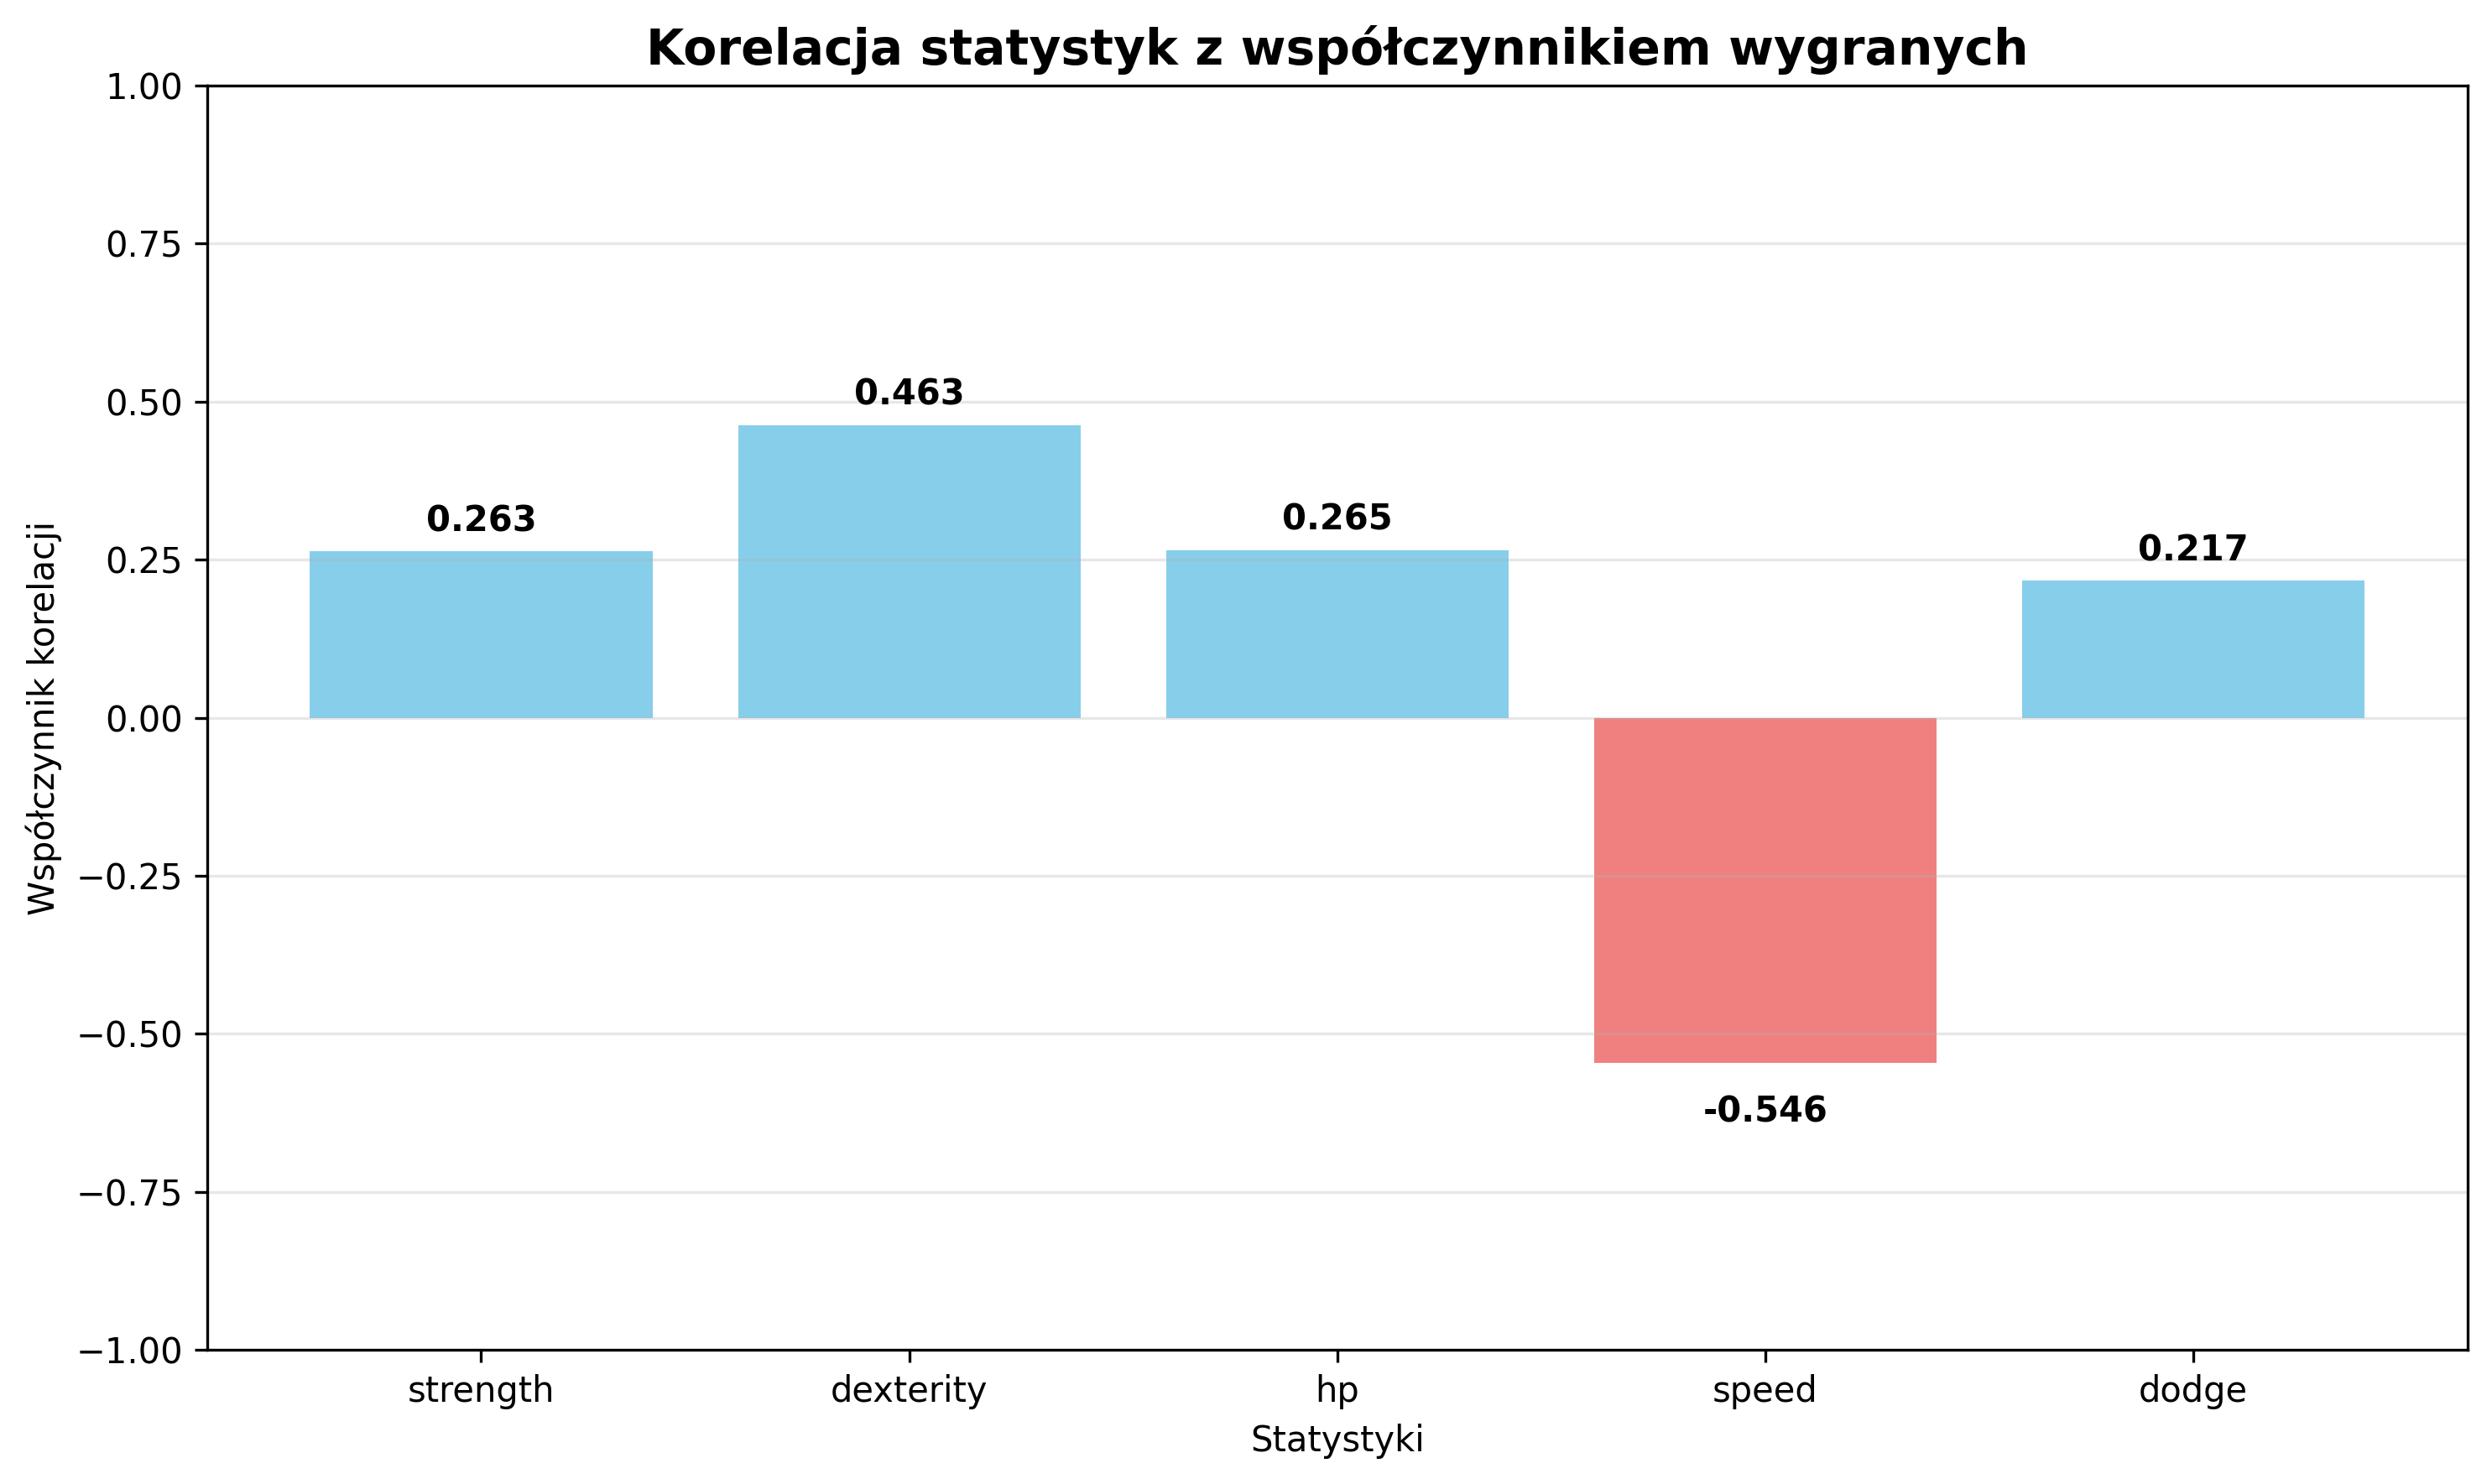 Korelacja statystyk z współczynnikiem wygranych
1.00
0.75
0.50
0.25
0.00
−0.25
−0.50
−0.75
−1.00
Współczynnik korelacji
0.263
0.463
0.265
-0.546
0.217
strength
dexterity
hp
speed
dodge
Statystyki